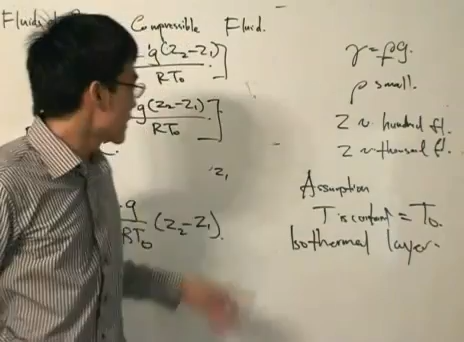 Fluids
Compressible Fluid.
g(Z₂-Z₁)]
RT₀
g(Z₂-Z₁)]
RT₀
C.
Z₁
g
RT₀ (Z₂-Z₁).
γ = ρg.
ρ small.
Z ~ hundred ft.
Z ~ thousand ft.
Assumption
T is constant = T₀.
Isothermal layer.